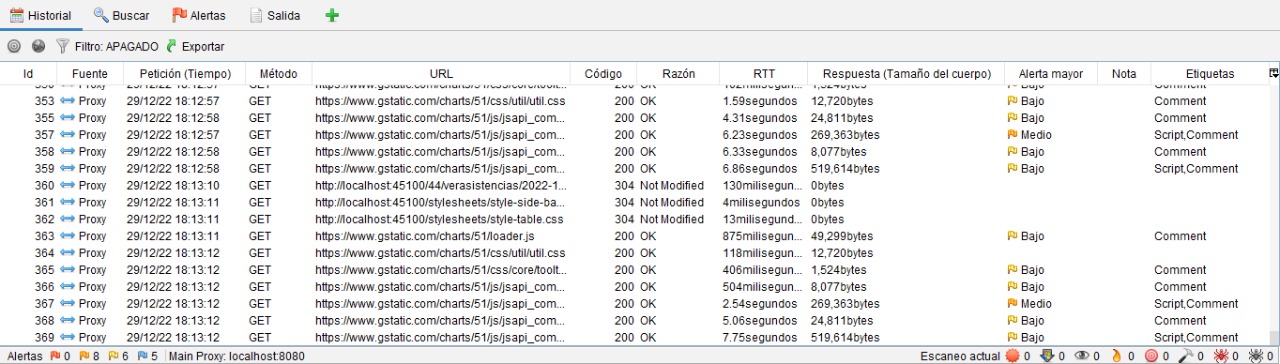 Historial Buscar Alertas Salida
Filtro: APAGADO Exportar
Id Fuente Petición (Tiempo) Método URL Código Razón RTT Respuesta (Tamaño del cuerpo) Alerta mayor Nota Etiquetas
353 Proxy 29/12/22 18:12:57 GET https://www.gstatic.com/charts/51/css/util/util.css 200 OK 1.59segundos 12,720bytes Bajo Comment
355 Proxy 29/12/22 18:12:58 GET https://www.gstatic.com/charts/51/js/jsapi_com... 200 OK 4.31segundos 24,811bytes Bajo Comment
357 Proxy 29/12/22 18:12:57 GET https://www.gstatic.com/charts/51/js/jsapi_com... 200 OK 6.23segundos 269,363bytes Medio Script,Comment
358 Proxy 29/12/22 18:12:58 GET https://www.gstatic.com/charts/51/js/jsapi_com... 200 OK 6.33segundos 8,077bytes Bajo Comment
359 Proxy 29/12/22 18:12:58 GET https://www.gstatic.com/charts/51/js/jsapi_com... 200 OK 6.86segundos 519,614bytes Bajo Script,Comment
360 Proxy 29/12/22 18:13:10 GET http://localhost:45100/44/verasistencias/2022-1... 304 Not Modified 130milisegun... 0bytes
361 Proxy 29/12/22 18:13:11 GET http://localhost:45100/stylesheets/style-side-ba... 304 Not Modified 4milisegundos 0bytes
362 Proxy 29/12/22 18:13:11 GET http://localhost:45100/stylesheets/style-table.css 304 Not Modified 13milisegund... 0bytes
363 Proxy 29/12/22 18:13:11 GET https://www.gstatic.com/charts/51/loader.js 200 OK 875milisegun... 49,299bytes Bajo Comment
364 Proxy 29/12/22 18:13:12 GET https://www.gstatic.com/charts/51/css/util/util.css 200 OK 118milisegun... 12,720bytes
365 Proxy 29/12/22 18:13:12 GET https://www.gstatic.com/charts/51/css/core/toolt... 200 OK 406milisegun... 1,524bytes Bajo Comment
366 Proxy 29/12/22 18:13:12 GET https://www.gstatic.com/charts/51/js/jsapi_com... 200 OK 504milisegun... 8,077bytes Bajo Comment
367 Proxy 29/12/22 18:13:12 GET https://www.gstatic.com/charts/51/js/jsapi_com... 200 OK 2.54segundos 269,363bytes Medio Script,Comment
368 Proxy 29/12/22 18:13:12 GET https://www.gstatic.com/charts/51/js/jsapi_com... 200 OK 5.06segundos 24,811bytes Bajo Comment
369 Proxy 29/12/22 18:13:12 GET https://www.gstatic.com/charts/51/js/jsapi_com... 200 OK 7.75segundos 519,614bytes Bajo Script,Comment
Alertas 0 8 6 5 Main Proxy: localhost:8080 Escaneo actual 0 0 0 0 0 0 0 0